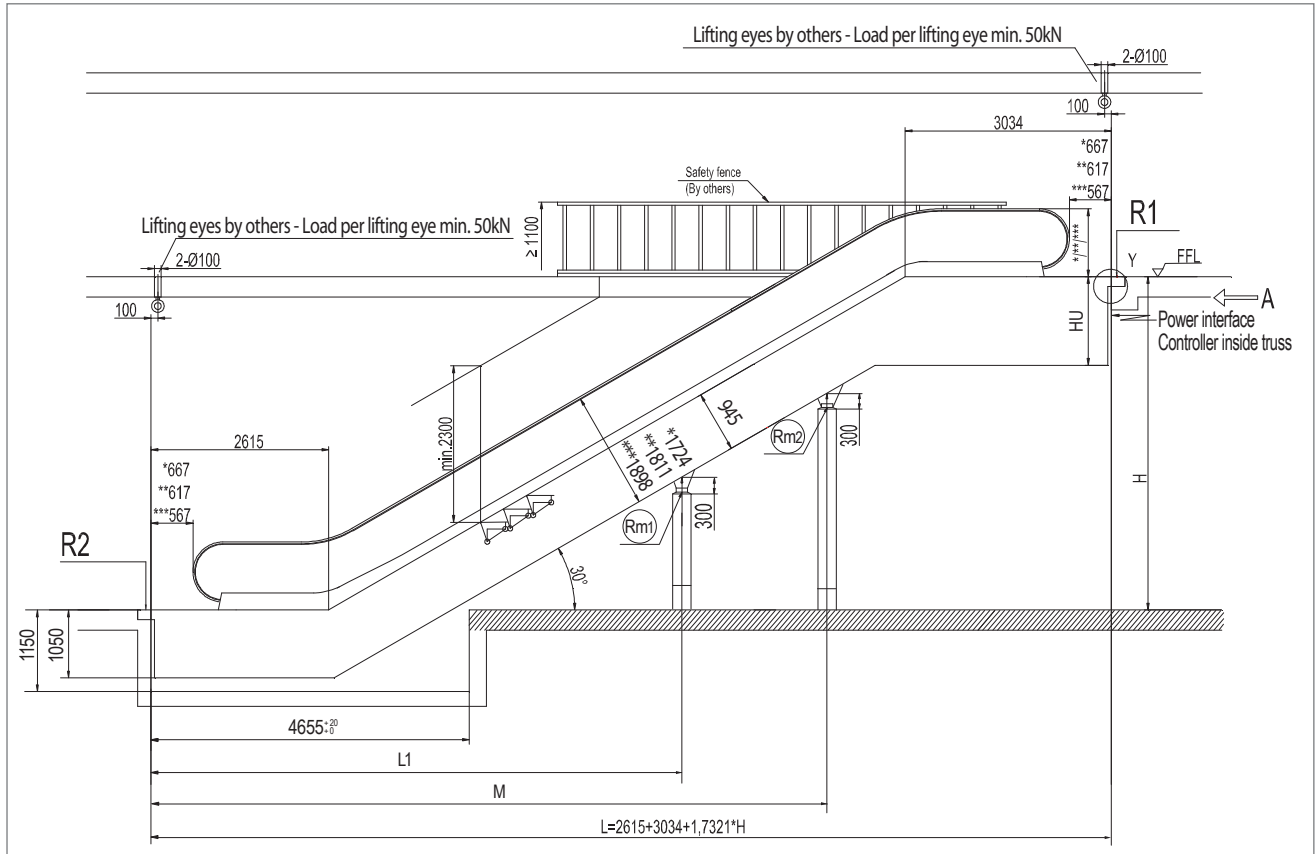 Lifting eyes by others - Load per lifting eye min. 50kN
2-Ø100
100
3034
*667
**617
***567
Safety fence
(By others)
R1
Lifting eyes by others - Load per lifting eye min. 50kN
≥1100
*/**/***
2-Ø100
Y
FFL
A
100
HU
Power interface
Controller inside truss
min.2300
945
*1724
**1811
***1898
Rm2
300
2615
*667
**617
***567
H
Rm1
300
R2
30°
1150
1050
4655 +20
+0
L1
M
L=2615+3034+1,7321*H